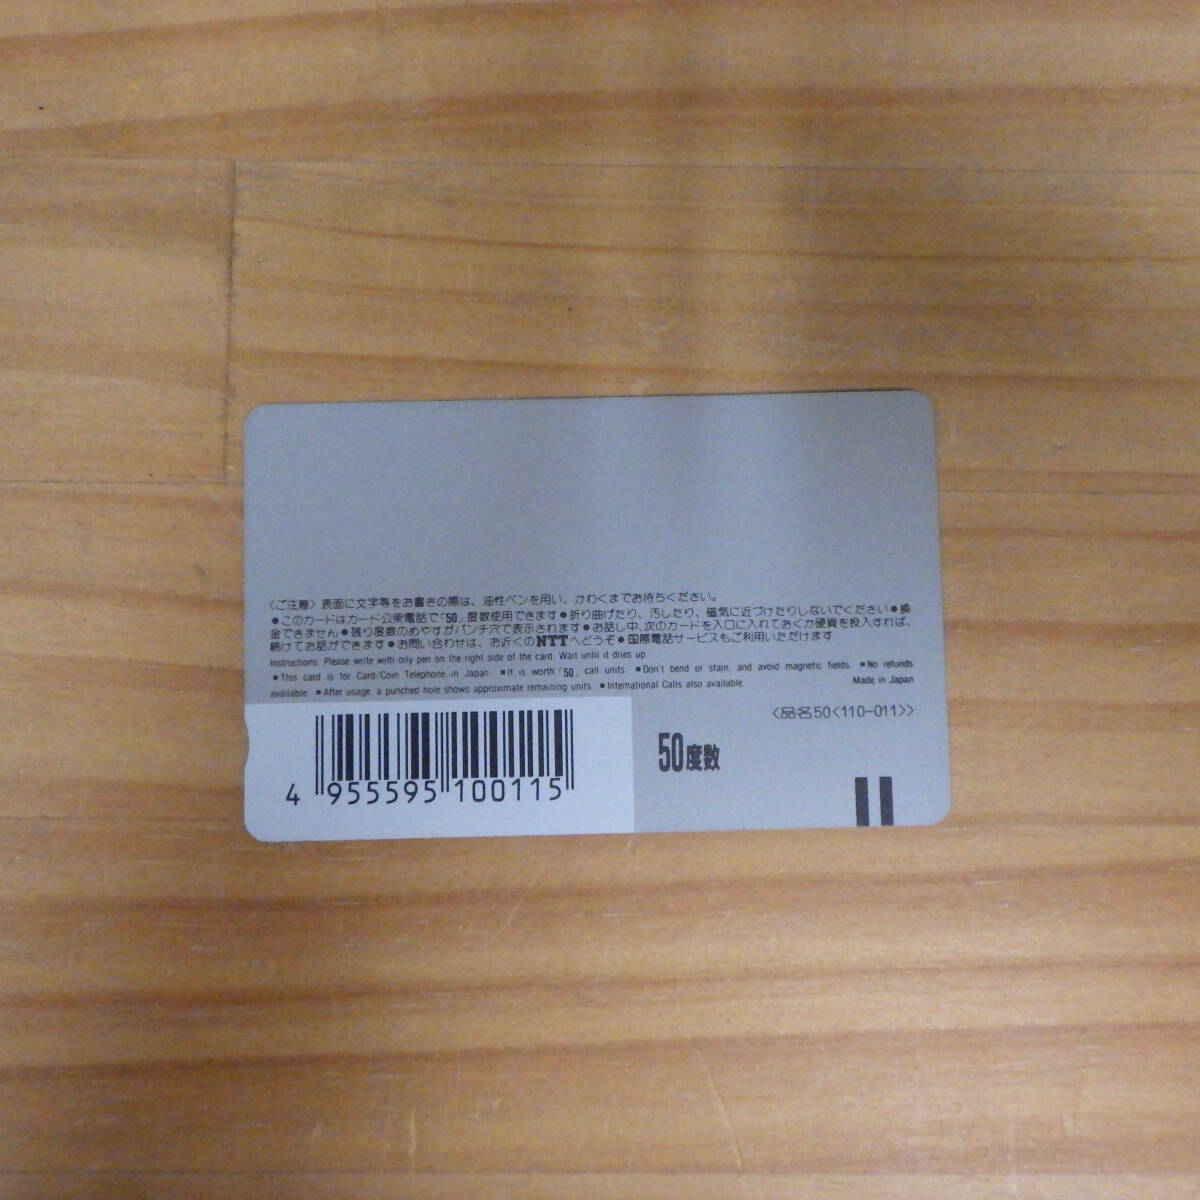 〈ご注意〉表面に文字等をお書きの際は、油性ペンを用い、かわくまでお待ちください。
●このカードはカード公衆電話で「50」度数使用できます●折り曲げたり、汚したり、磁気に近づけたりしないでください●換
金できません●残り度数のめやすがパンチ穴で表示されます●お話し中、次のカードを入口に入れておくか硬貨を投入すれば、
続けてお話ができます●お問い合わせは、お近くのNTTへどうぞ●国際電話サービスもご利用いただけます
Instructions: Please write with oily pen on the right side of the card. Wait until it dries up.
■This card is for Card/Coin Telephone in Japan. ■It is worth「50」call units. ■Don't bend or stain, and avoid magnetic fields. ■No refunds
available. ■After usage, a punched hole shows approximate remaining units. ■International Calls also available.
Made in Japan
〈品名50〈110-011〉〉
50度数
4 955595 100115